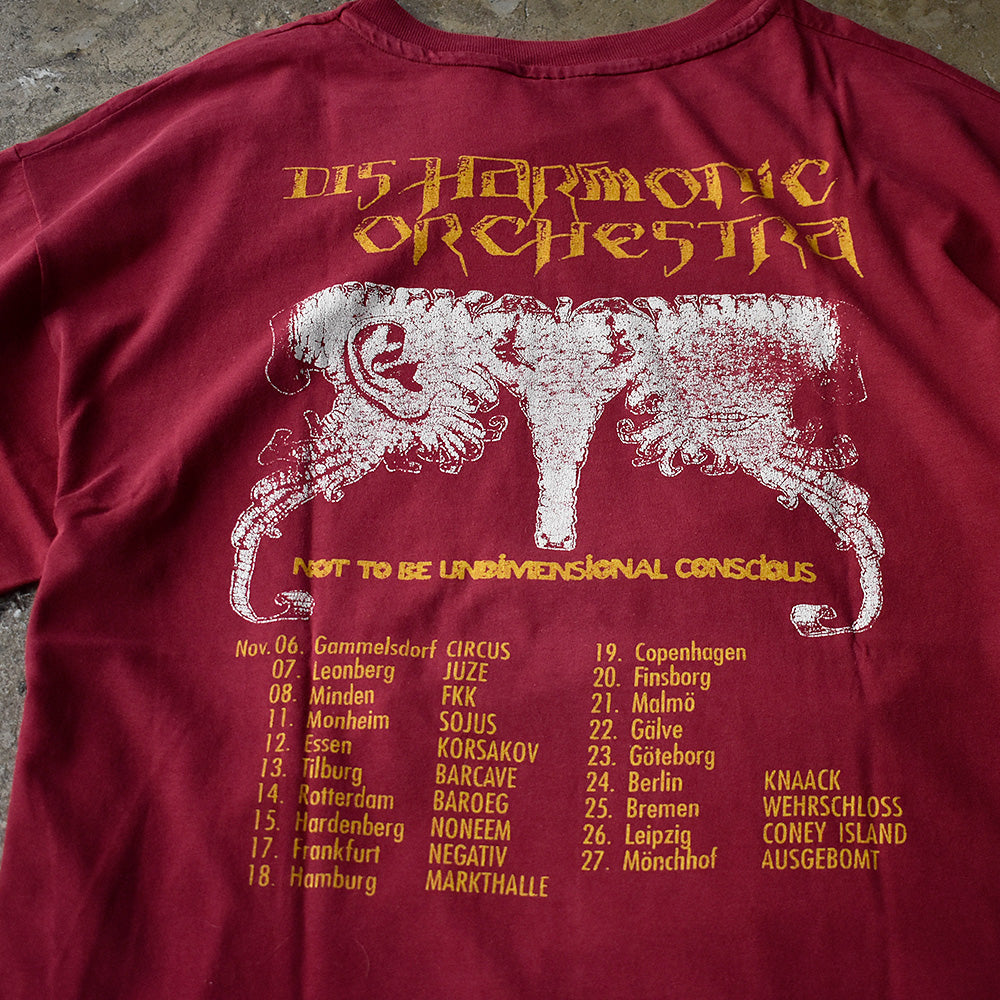 DISHARMONIC
ORCHESTRA
NOT TO BE UNDIMENSIONAL CONSCIOUS
Nov. 06. Gammelsdorf CIRCUS
07. Leonberg JUZE
08. Minden FKK
11. Monheim SOJUS
12. Essen KORSAKOV
13. Tilburg BARCAVE
14. Rotterdam BAROEG
15. Hardenberg NONEEM
17. Frankfurt NEGATIV
18. Hamburg MARKTHALLE
19. Copenhagen
20. Finsborg
21. Malmö
22. Gälve
23. Göteborg
24. Berlin KNAACK
25. Bremen WEHRSCHLOSS
26. Leipzig CONEY ISLAND
27. Mönchhof AUSGEBOMT